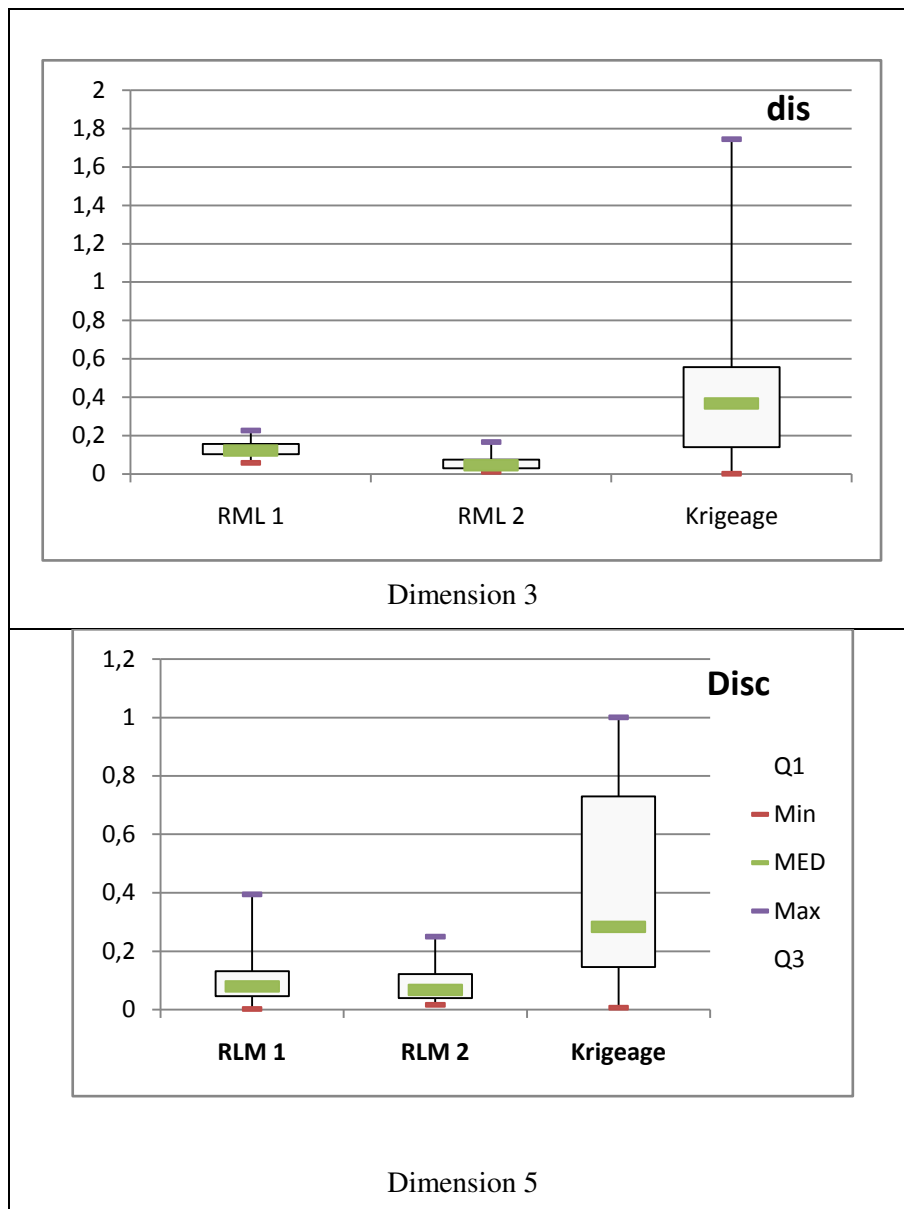 dis
2
1,8
1,6
1,4
1,2
1
0,8
0,6
0,4
0,2
0
RML 1 RML 2 Krigeage
Dimension 3
Disc
1,2
1
0,8
0,6
0,4
0,2
0
Q1
Min
MED
Max
Q3
RLM 1 RLM 2 Krigeage
Dimension 5